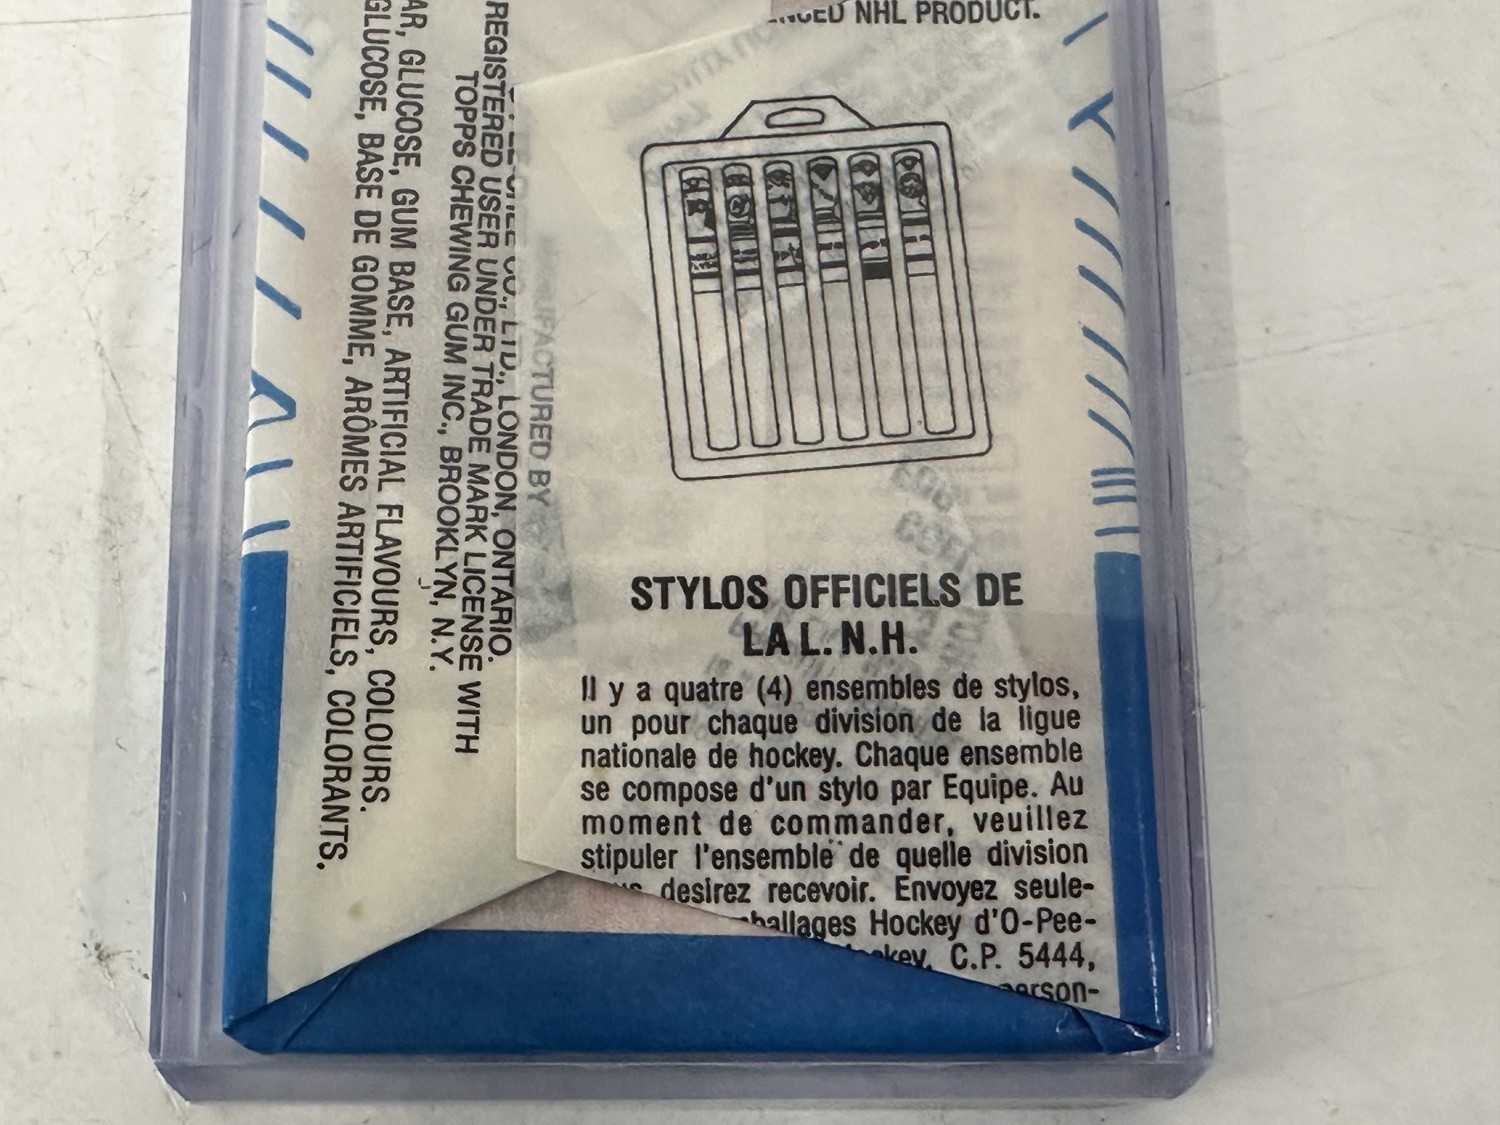 NHL PRODUCT.
STYLOS OFFICIELS DE
LA L. N.H.
Il y a quatre (4) ensembles de stylos,
un pour chaque division de la ligue
nationale de hockey. Chaque ensemble
se compose d'un stylo par Equipe. Au
moment de commander, veuillez
stipuler l'ensemble de quelle division
desirez recevoir. Envoyez seule-
Hockey d'O-Pee-
C.P. 5444,
MANUFACTURED BY
CO., LTD., LONDON, ONTARIO.
REGISTERED USER UNDER TRADE MARK LICENSE WITH
TOPPS CHEWING GUM INC., BROOKLYN, N.Y.
GLUCOSE, GUM BASE, ARTIFICIAL FLAVOURS, COLOURS.
GLUCOSE, BASE DE GOMME, ARÔMES ARTIFICIELS, COLORANTS.